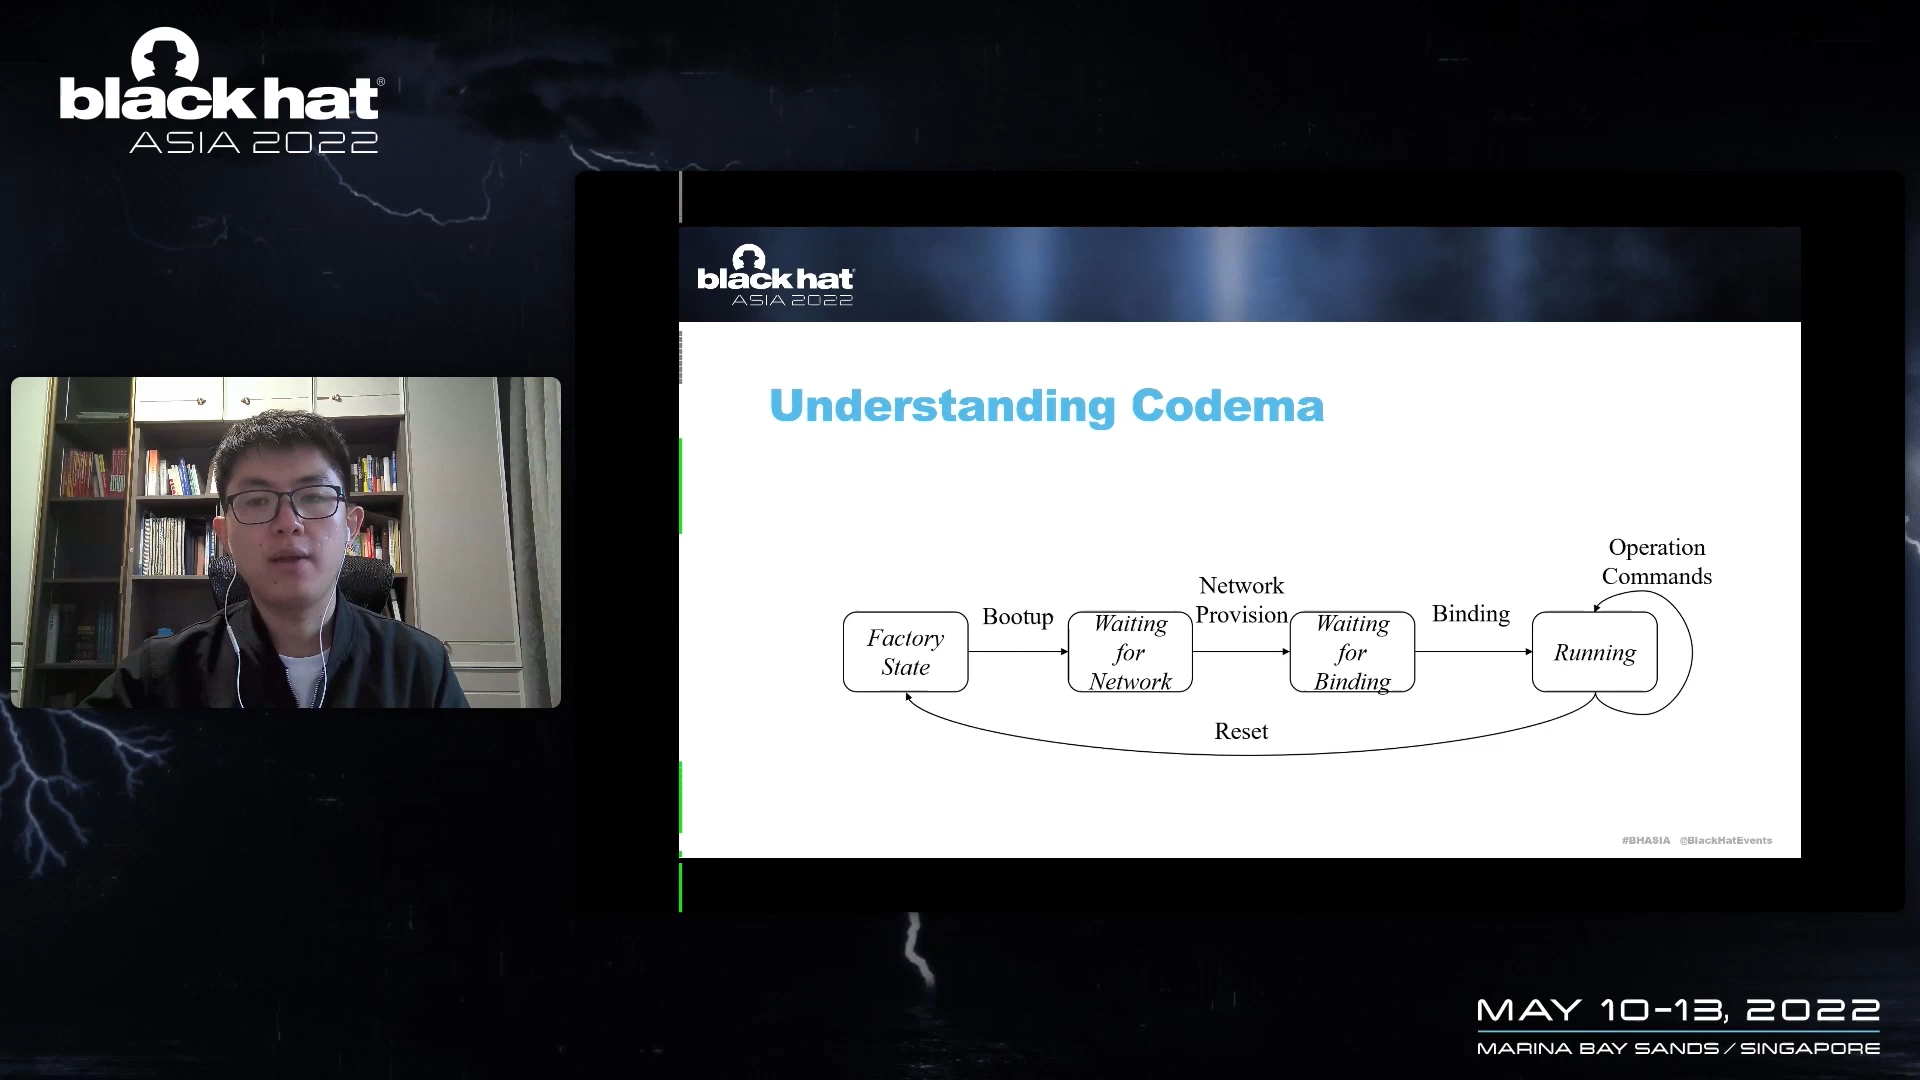 black hat®
ASIA 2022
black hat
ASIA 2022
Understanding Codema
Operation
Commands
Network
Provision
Bootup
Binding
Factory
State
Waiting
for
Network
Waiting
for
Binding
Running
Reset
#BHASIA @BlackHatEvents
MAY 10-13, 2022
MARINA BAY SANDS / SINGAPORE